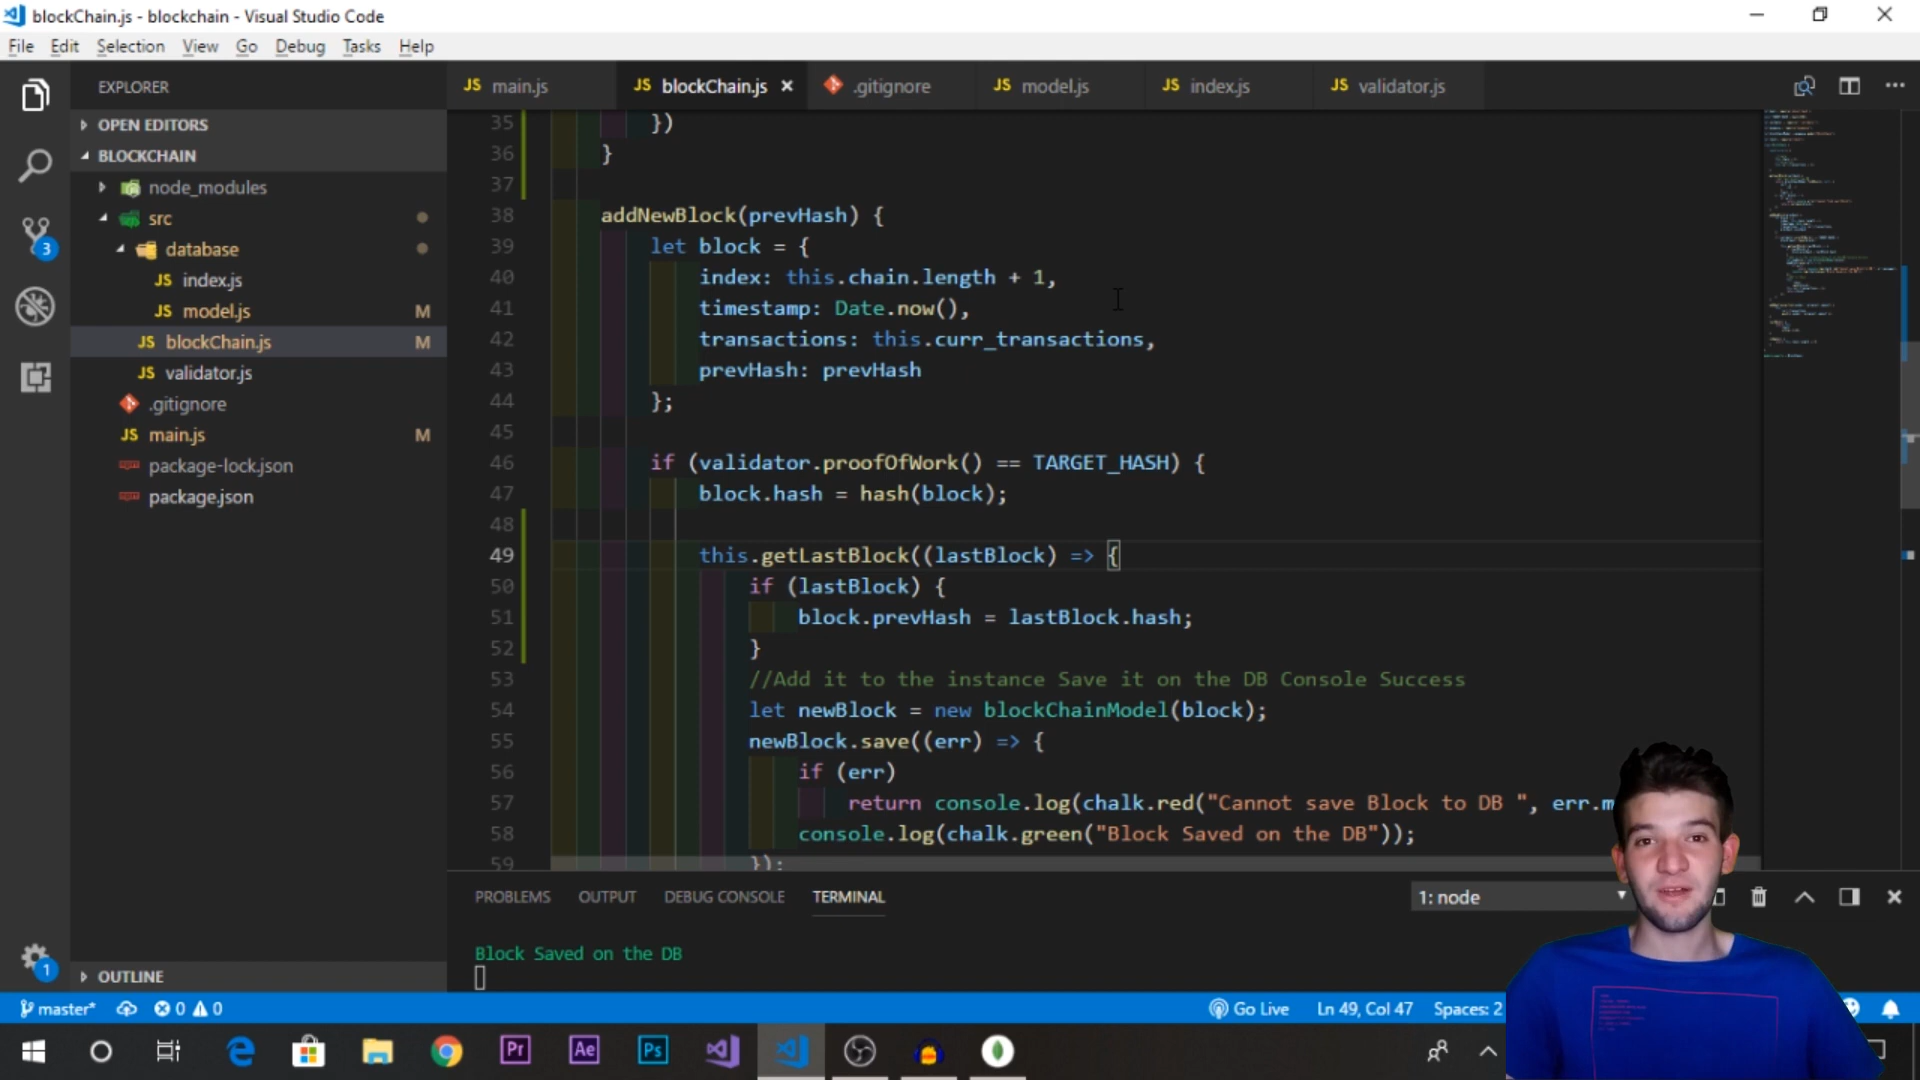 blockChain.js - blockchain - Visual Studio Code
File Edit Selection View Go Debug Tasks Help
EXPLORER
OPEN EDITORS
BLOCKCHAIN
node_modules
src
database
JS index.js
JS model.js M
JS blockChain.js M
JS validator.js
.gitignore
JS main.js M
package-lock.json
package.json
OUTLINE
3
1
JS main.js JS blockChain.js × .gitignore JS model.js JS index.js JS validator.js
35 })
36 }
37
38 addNewBlock(prevHash) {
39 let block = {
40 index: this.chain.length + 1,
41 timestamp: Date.now(),
42 transactions: this.curr_transactions,
43 prevHash: prevHash
44 };
45
46 if (validator.proofOfWork() == TARGET_HASH) {
47 block.hash = hash(block);
48
49 this.getLastBlock((lastBlock) => {
50 if (lastBlock) {
51 block.prevHash = lastBlock.hash;
52 }
53 //Add it to the instance Save it on the DB Console Success
54 let newBlock = new blockChainModel(block);
55 newBlock.save((err) => {
56 if (err)
57 return console.log(chalk.red("Cannot save Block to DB ", err.m
58 console.log(chalk.green("Block Saved on the DB"));
59 });
PROBLEMS OUTPUT DEBUG CONSOLE TERMINAL 1: node
Block Saved on the DB
master* 0 0 Go Live Ln 49, Col 47 Spaces: 2
Pr Ae Ps